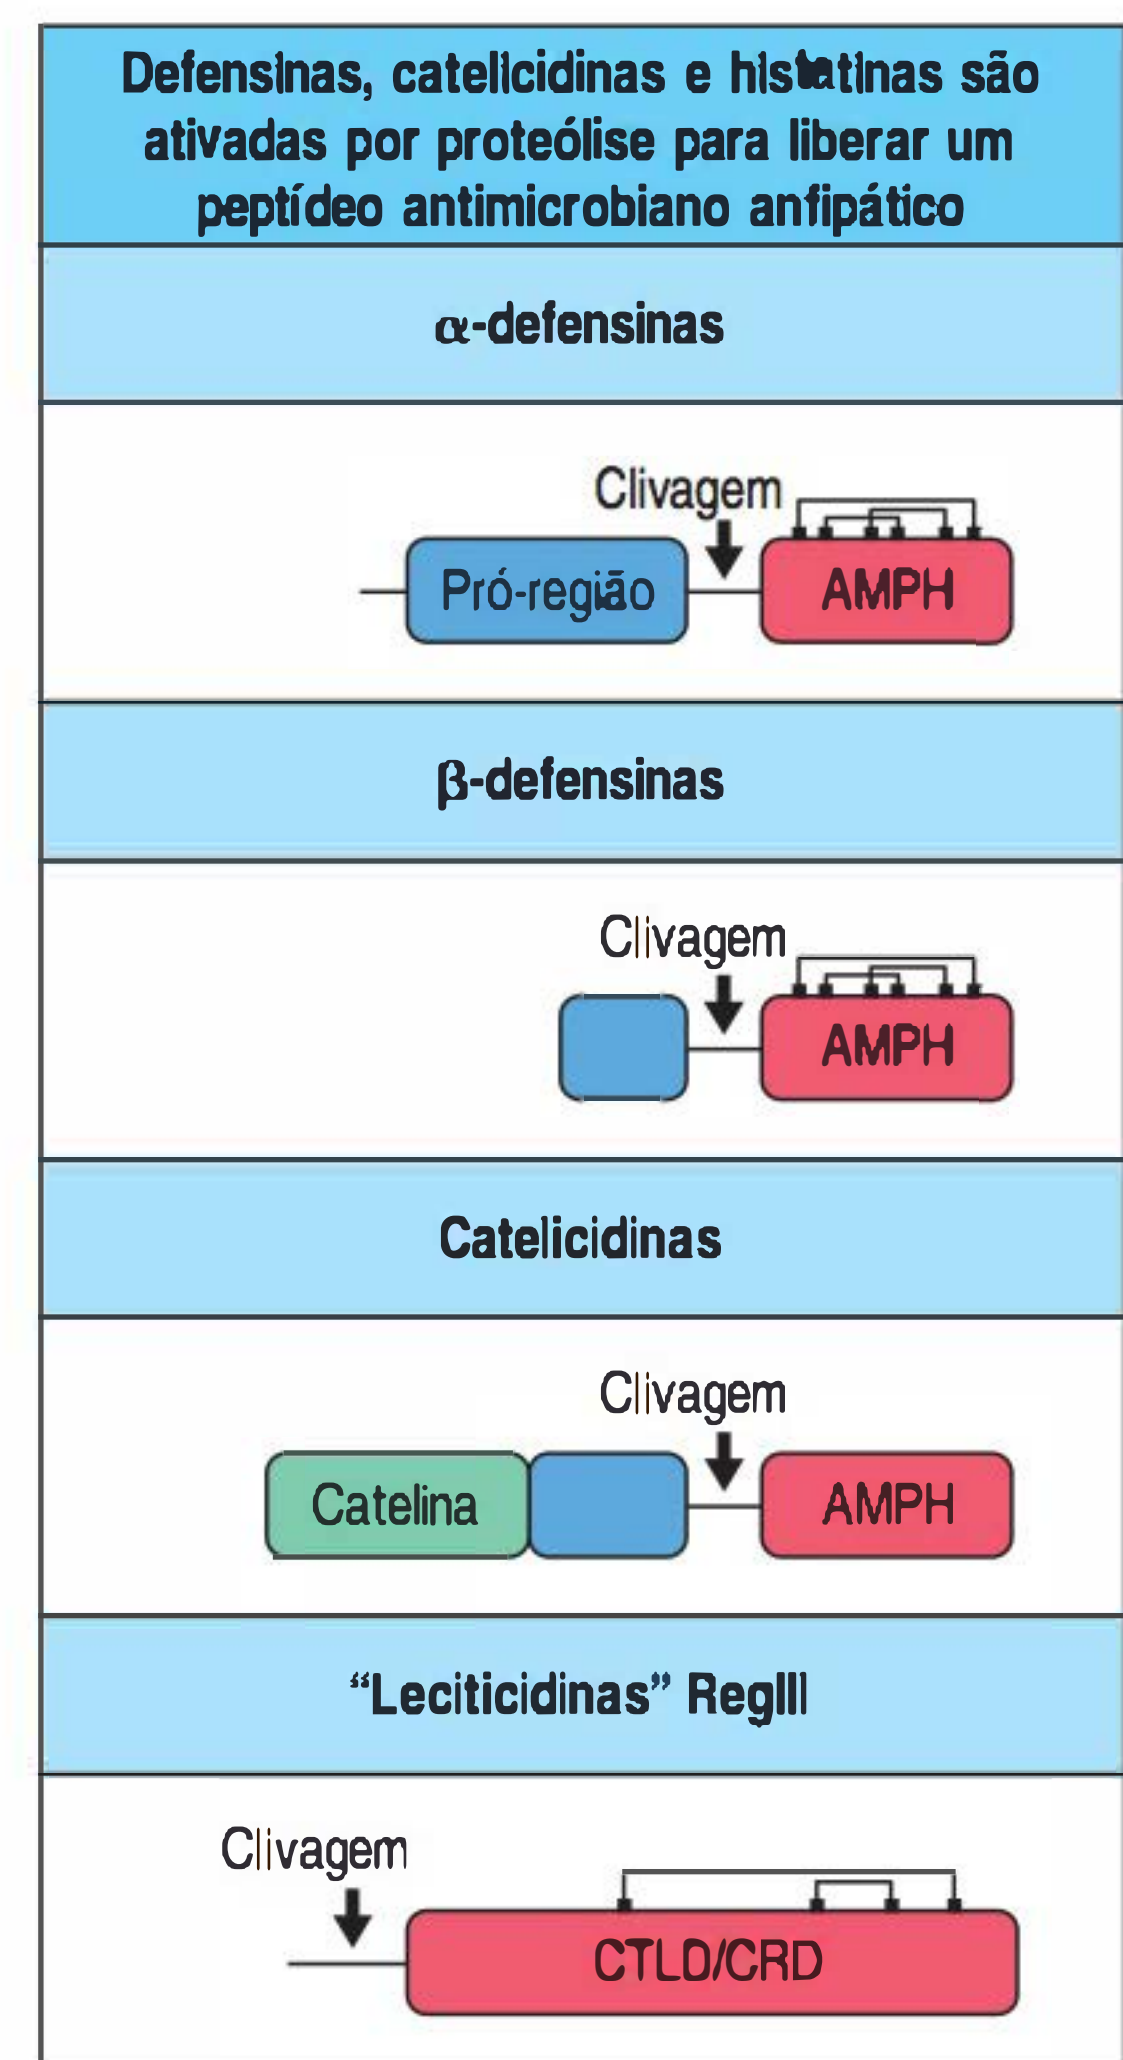 Defensinas, catelicidinas e histatinas são
ativadas por proteólise para liberar um
peptídeo antimicrobiano anfipático
α-defensinas
Clivagem
Pró-região
AMPH
β-defensinas
Clivagem
AMPH
Catelicidinas
Clivagem
Catelina
AMPH
“Leciticidinas” RegIII
Clivagem
CTLD/CRD